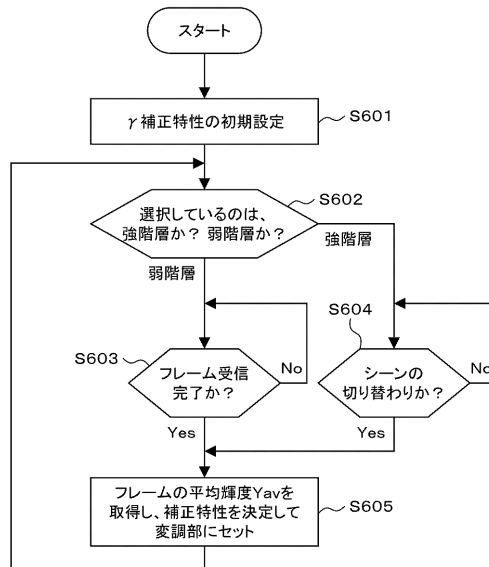 スタート
γ補正特性の初期設定
S601
選択しているのは、
強階層か? 弱階層か?
S602
強階層
弱階層
S603
フレーム受信
完了か?
No
Yes
S604
シーンの
切り替わりか?
No
Yes
フレームの平均輝度Yavを
取得し、補正特性を決定して
変調部にセット
S605